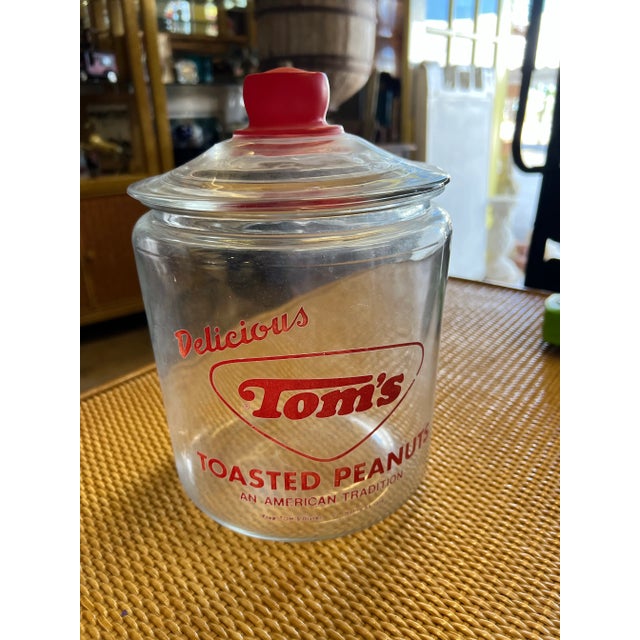 Delicious
Tom's
TOASTED PEANUTS
AN AMERICAN TRADITION